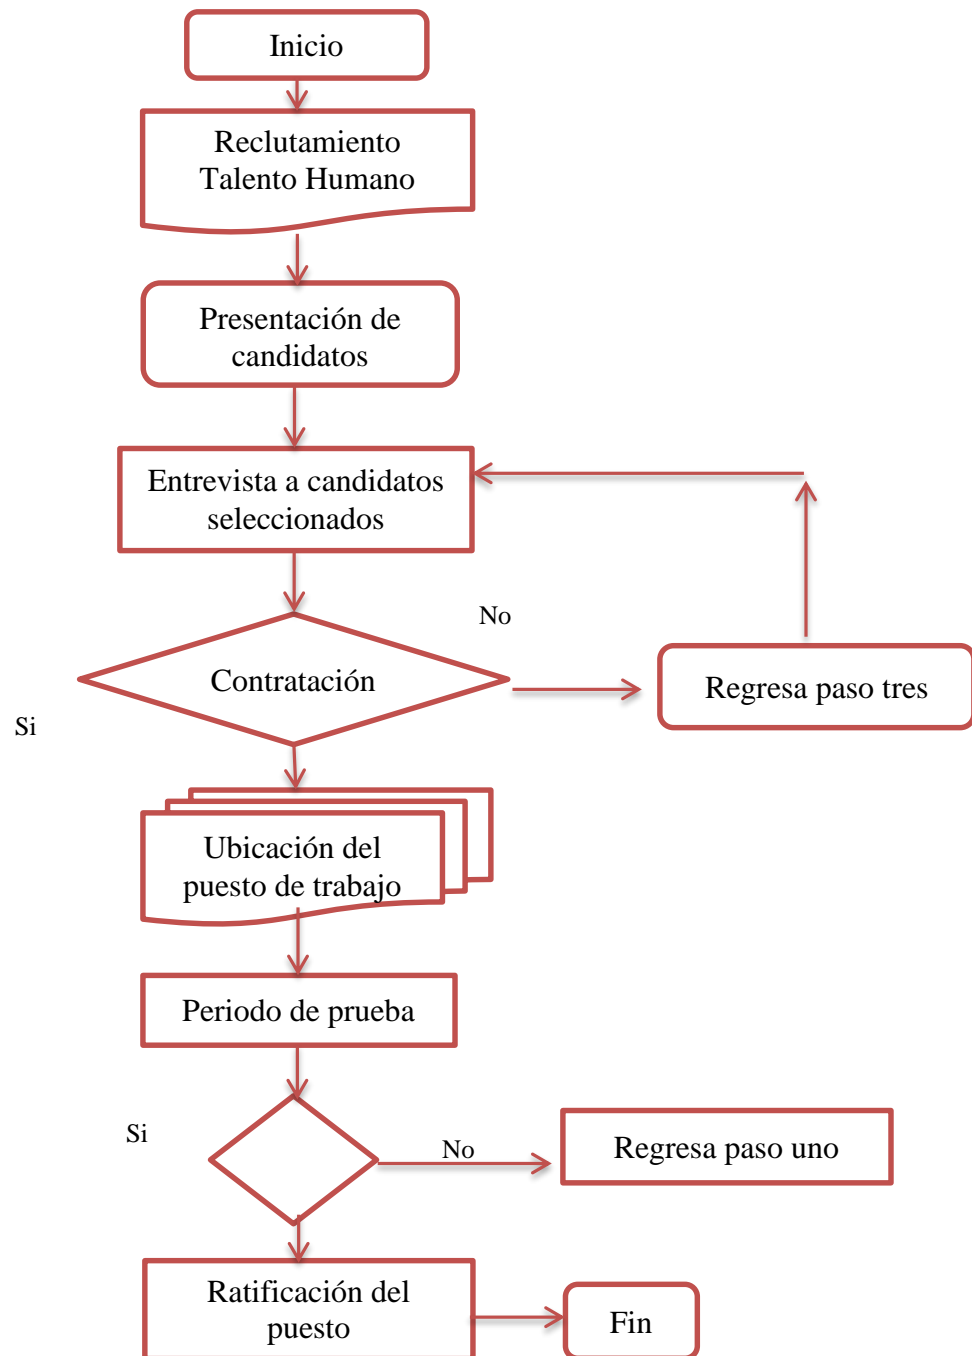 Inicio
Reclutamiento
Talento Humano
Presentación de
candidatos
Entrevista a candidatos
seleccionados
No
Contratación
Regresa paso tres
Si
Ubicación del
puesto de trabajo
Periodo de prueba
Si
No
Regresa paso uno
Ratificación del
puesto
Fin